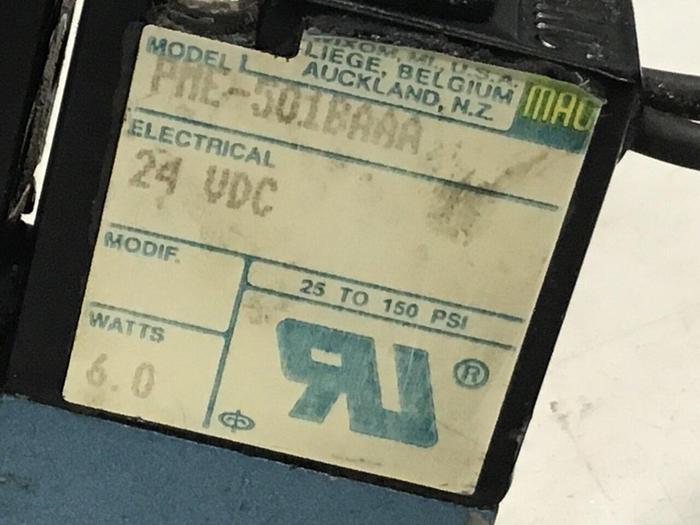 WIXOM, MI, U.S.A.
LIEGE, BELGIUM
AUCKLAND, N.Z.
MAC
MODEL
PME-501BAAA
ELECTRICAL
24 VDC
MODIF.
25 TO 150 PSI
WATTS
6.0
RU ®